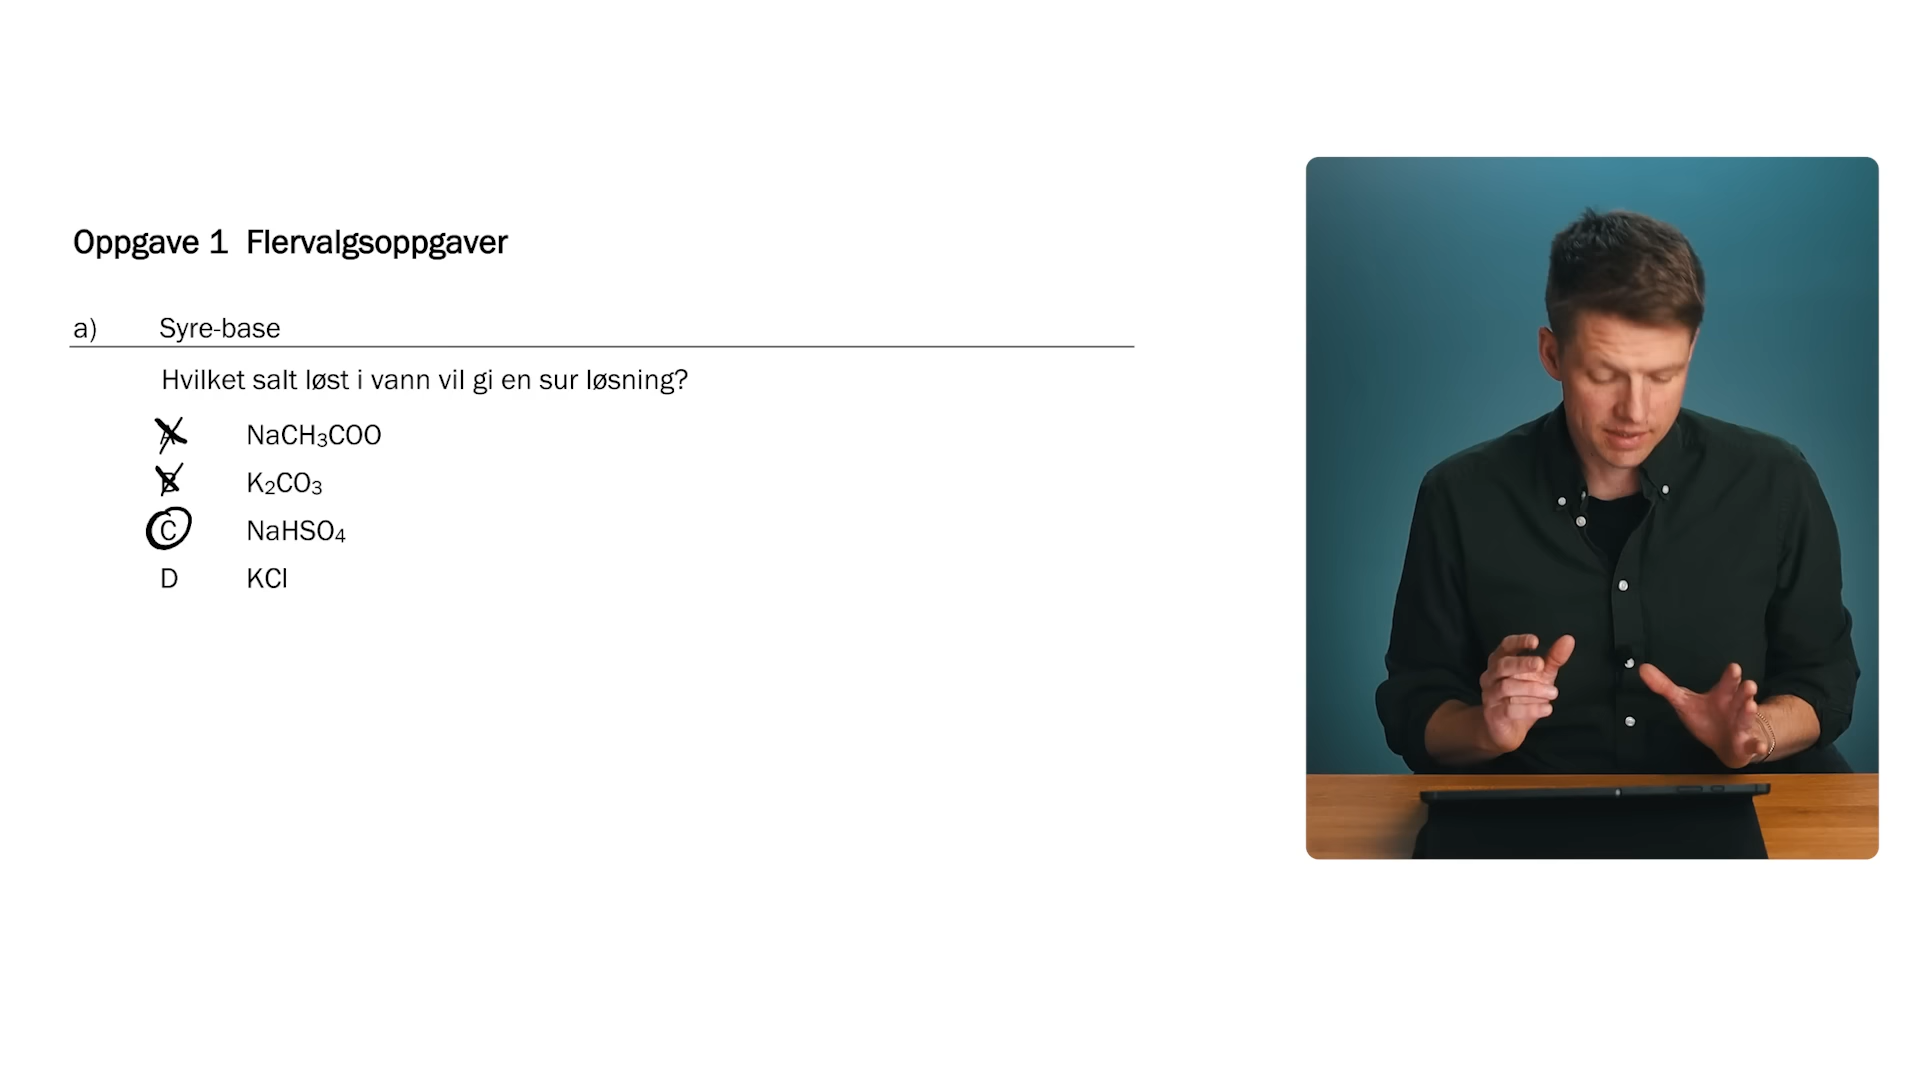 Oppgave 1 Flervalgsoppgaver
a) Syre-base
Hvilket salt løst i vann vil gi en sur løsning?
A NaCH₃COO
B K₂CO₃
C NaHSO₄
D KCl